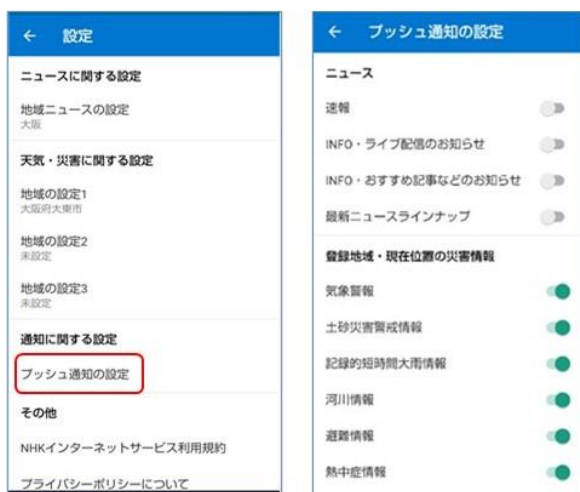 ← 設定
ニュースに関する設定
地域ニュースの設定
大阪
天気・災害に関する設定
地域の設定1
大阪府大東市
地域の設定2
未設定
地域の設定3
未設定
通知に関する設定
プッシュ通知の設定
その他
NHKインターネットサービス利用規約
プライバシーポリシーについて
← プッシュ通知の設定
ニュース
速報
INFO・ライブ配信のお知らせ
INFO・おすすめ記事などのお知らせ
最新ニュースラインナップ
登録地域・現在位置の災害情報
気象警報
土砂災害警戒情報
記録的短時間大雨情報
河川情報
避難情報
熱中症情報